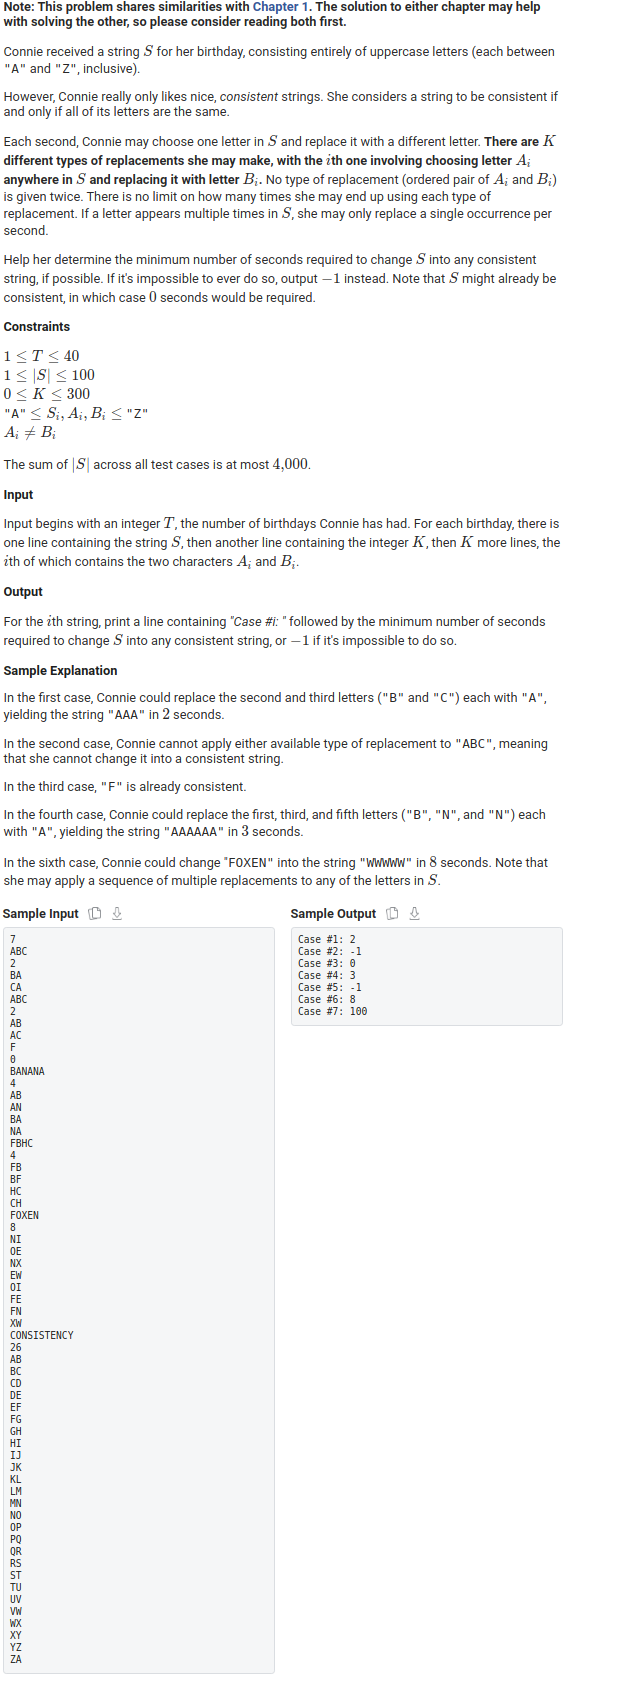 Note: This problem shares similarities with Chapter 1. The solution to either chapter may help
with solving the other, so please consider reading both first.
Connie received a string S for her birthday, consisting entirely of uppercase letters (each between
"A" and "Z", inclusive).
However, Connie really only likes nice, consistent strings. She considers a string to be consistent if
and only if all of its letters are the same.
Each second, Connie may choose one letter in S and replace it with a different letter. There are K
different types of replacements she may make, with the ith one involving choosing letter A_i
anywhere in S and replacing it with letter B_i. No type of replacement (ordered pair of A_i and B_i)
is given twice. There is no limit on how many times she may end up using each type of
replacement. If a letter appears multiple times in S, she may only replace a single occurrence per
second.
Help her determine the minimum number of seconds required to change S into any consistent
string, if possible. If it's impossible to ever do so, output −1 instead. Note that S might already be
consistent, in which case 0 seconds would be required.
Constraints
1 ≤ T ≤ 40
1 ≤ |S| ≤ 100
0 ≤ K ≤ 300
"A" ≤ S_i, A_i, B_i ≤ "Z"
A_i ≠ B_i
The sum of |S| across all test cases is at most 4,000.
Input
Input begins with an integer T, the number of birthdays Connie has had. For each birthday, there is
one line containing the string S, then another line containing the integer K, then K more lines, the
ith of which contains the two characters A_i and B_i.
Output
For the ith string, print a line containing "Case #i: " followed by the minimum number of seconds
required to change S into any consistent string, or −1 if it's impossible to do so.
Sample Explanation
In the first case, Connie could replace the second and third letters ("B" and "C") each with "A",
yielding the string "AAA" in 2 seconds.
In the second case, Connie cannot apply either available type of replacement to "ABC", meaning
that she cannot change it into a consistent string.
In the third case, "F" is already consistent.
In the fourth case, Connie could replace the first, third, and fifth letters ("B", "N", and "N") each
with "A", yielding the string "AAAAAA" in 3 seconds.
In the sixth case, Connie could change "FOXEN" into the string "WWWWW" in 8 seconds. Note that
she may apply a sequence of multiple replacements to any of the letters in S.
Sample Input
7
ABC
2
BA
CA
ABC
2
AB
AC
F
0
BANANA
4
AB
AN
BA
NA
FBHC
4
FB
BF
HC
CH
FOXEN
8
NI
OE
NX
EW
OI
FE
FN
XW
CONSISTENCY
26
AB
BC
CD
DE
EF
FG
GH
HI
IJ
JK
KL
LM
MN
NO
OP
PQ
QR
RS
ST
TU
UV
VW
WX
XY
YZ
ZA
Sample Output
Case #1: 2
Case #2: -1
Case #3: 0
Case #4: 3
Case #5: -1
Case #6: 8
Case #7: 100